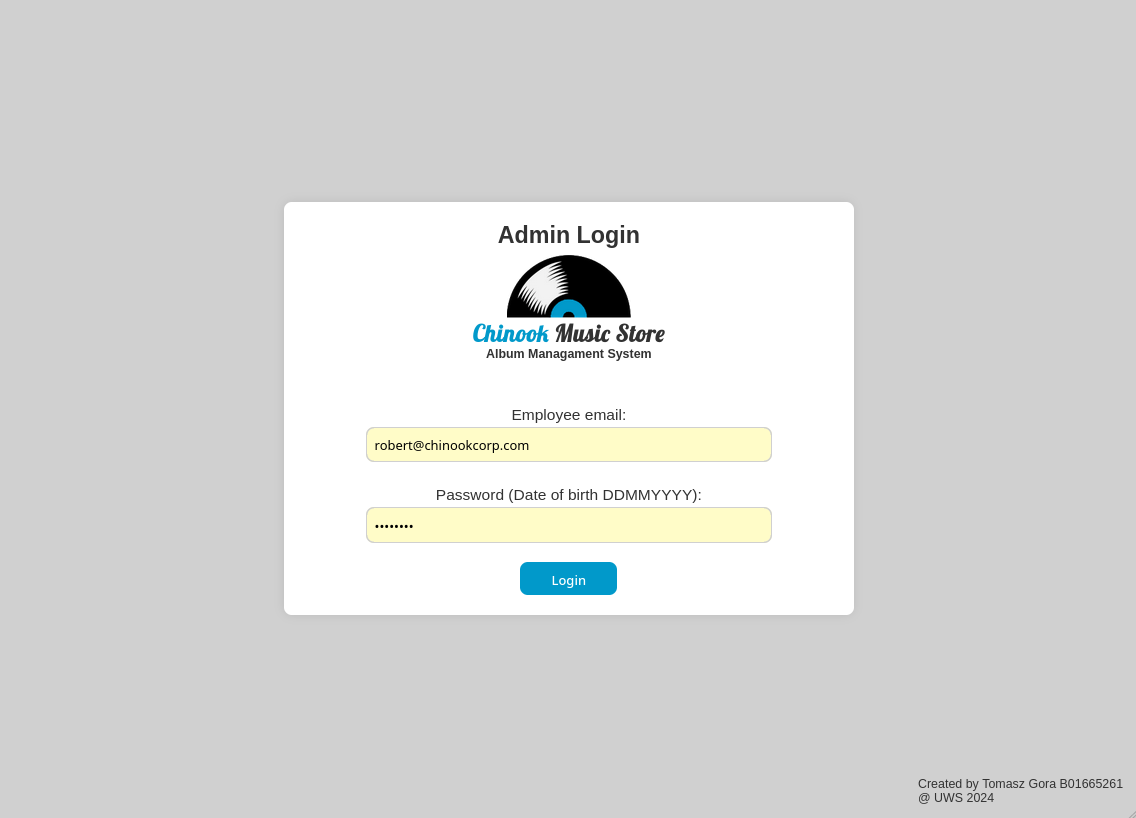 Admin Login
Chinook Music Store
Album Managament System
Employee email:
robert@chinookcorp.com
Password (Date of birth DDMMYYYY):
••••••••
Login
Created by Tomasz Gora B01665261
@ UWS 2024